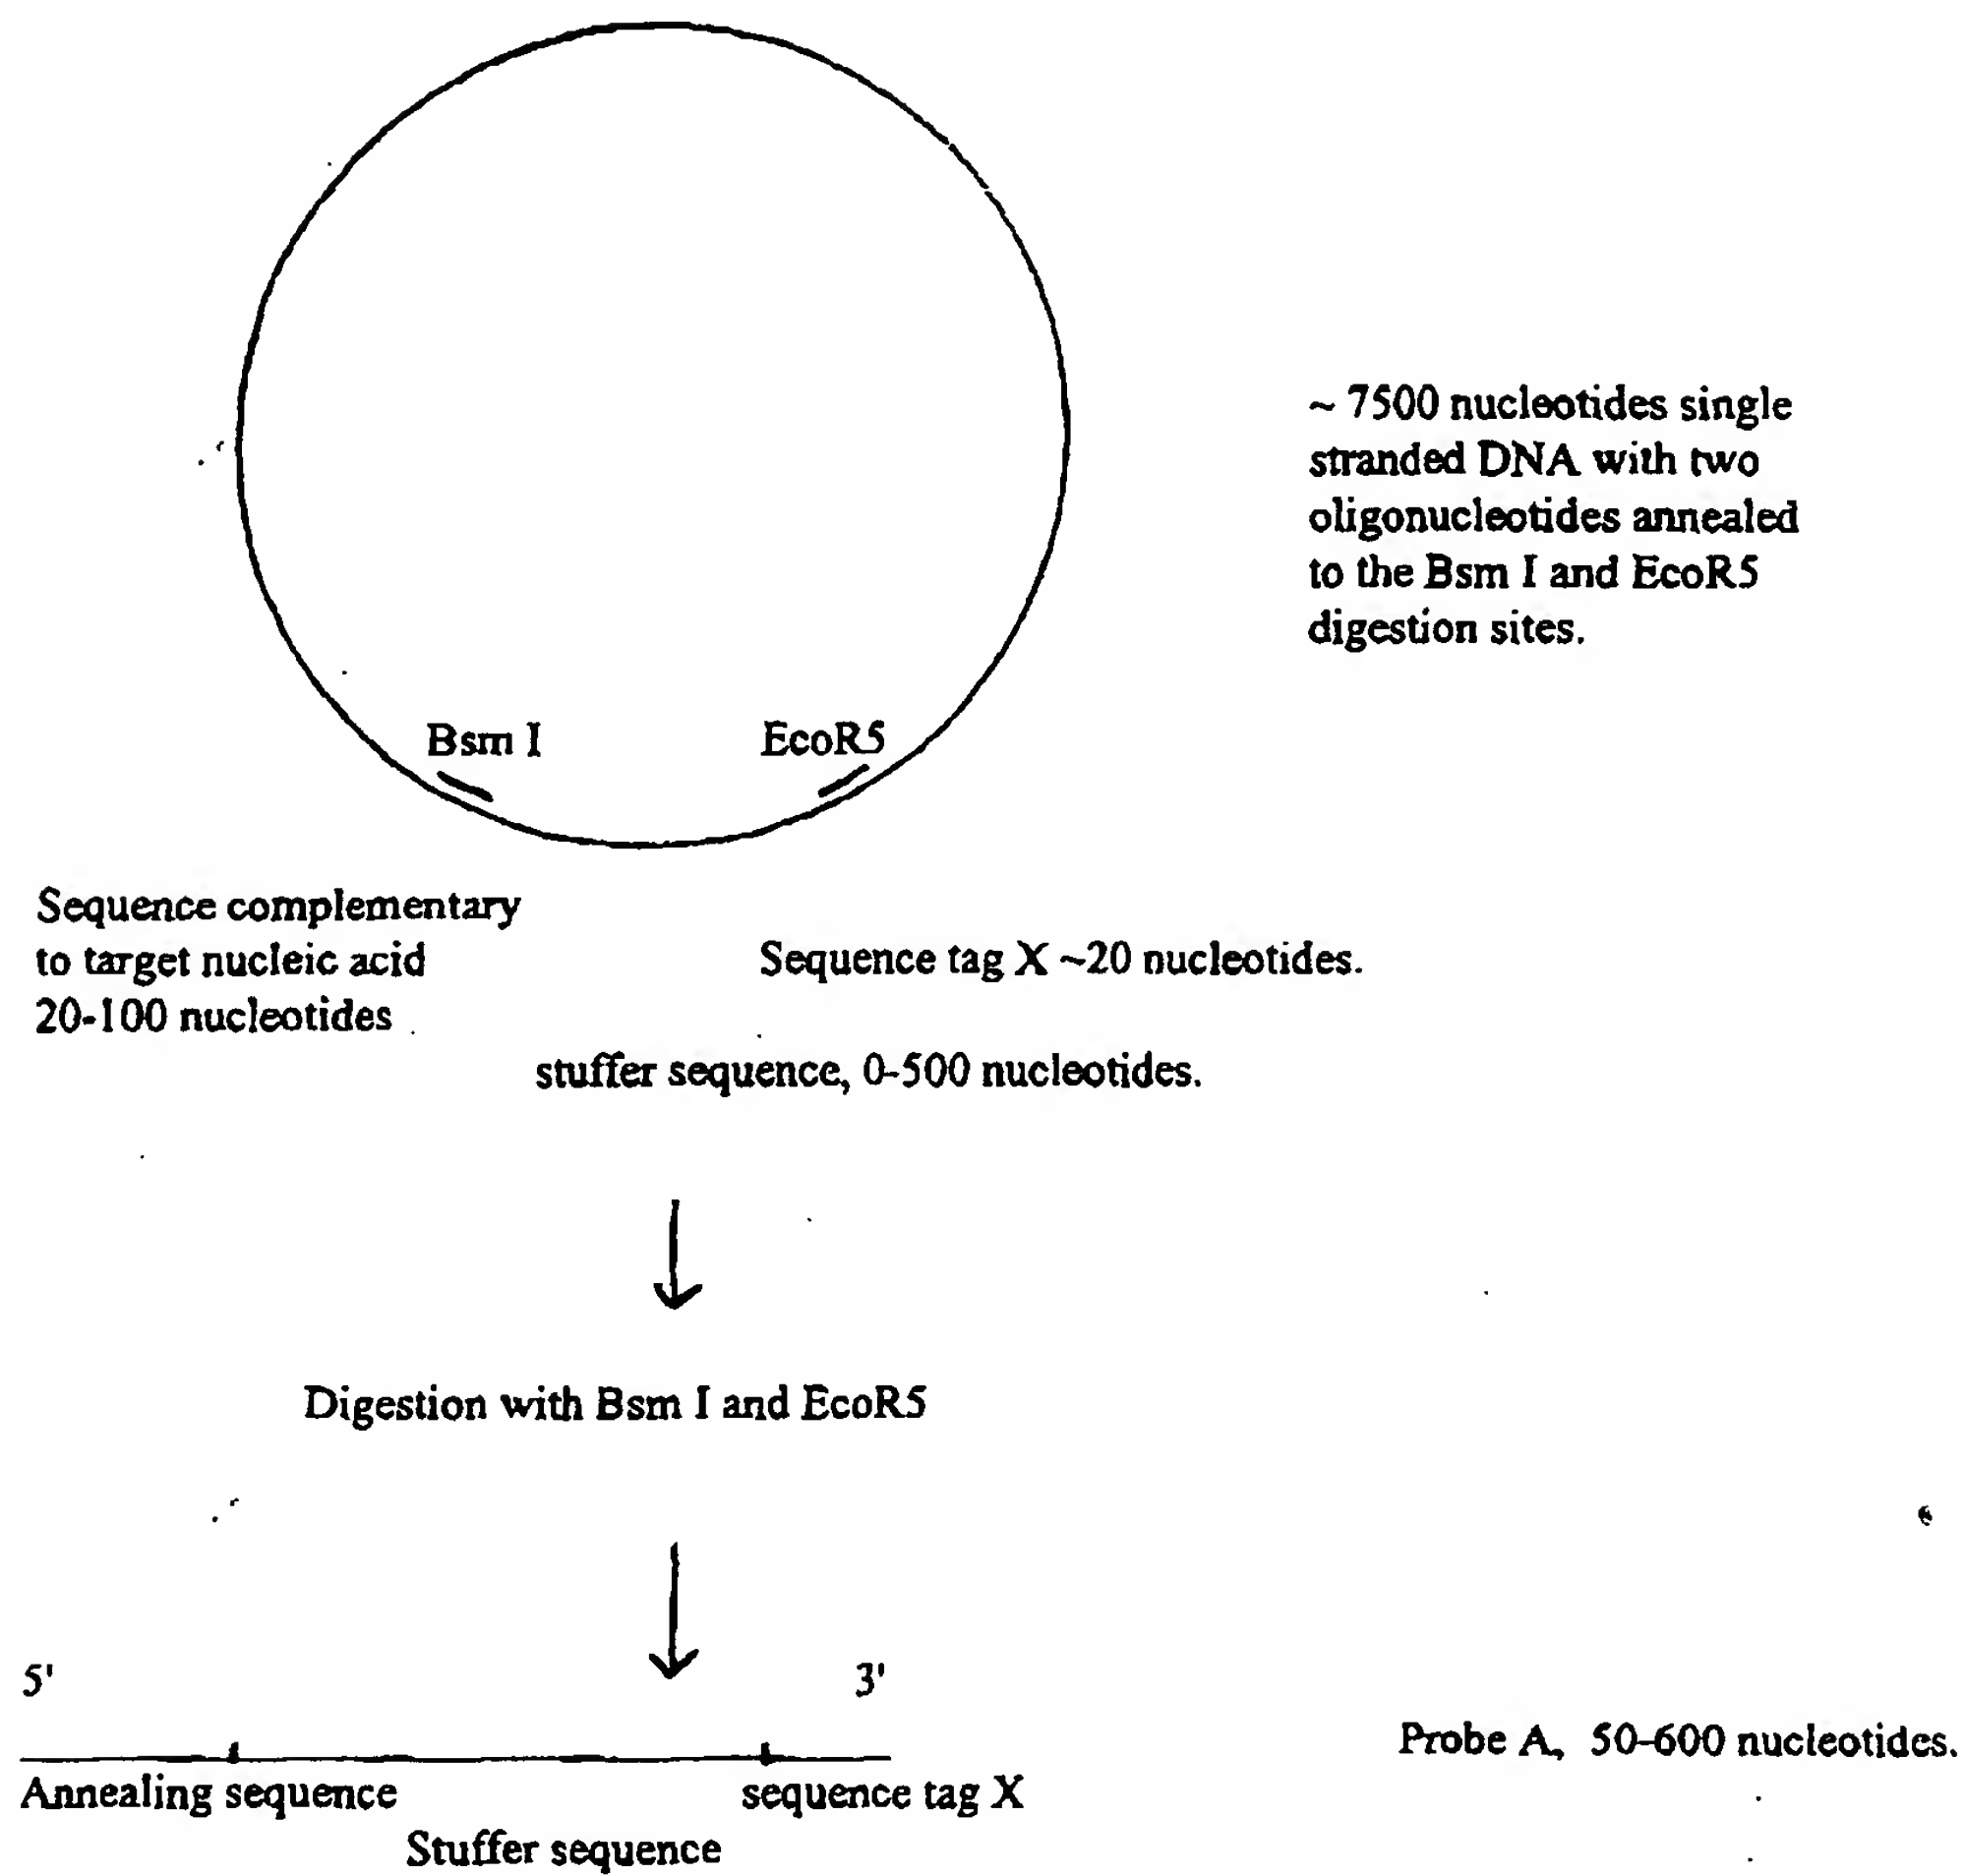 ~ 7500 nucleotides single
stranded DNA with two
oligonucleotides annealed
to the Bsm I and EcoR5
digestion sites.
Bsm I
EcoR5
Sequence complementary
to target nucleic acid
20-100 nucleotides
Sequence tag X ~20 nucleotides.
stuffer sequence, 0-500 nucleotides.
Digestion with Bsm I and EcoR5
5'
3'
Probe A, 50-600 nucleotides.
Annealing sequence
sequence tag X
Stuffer sequence